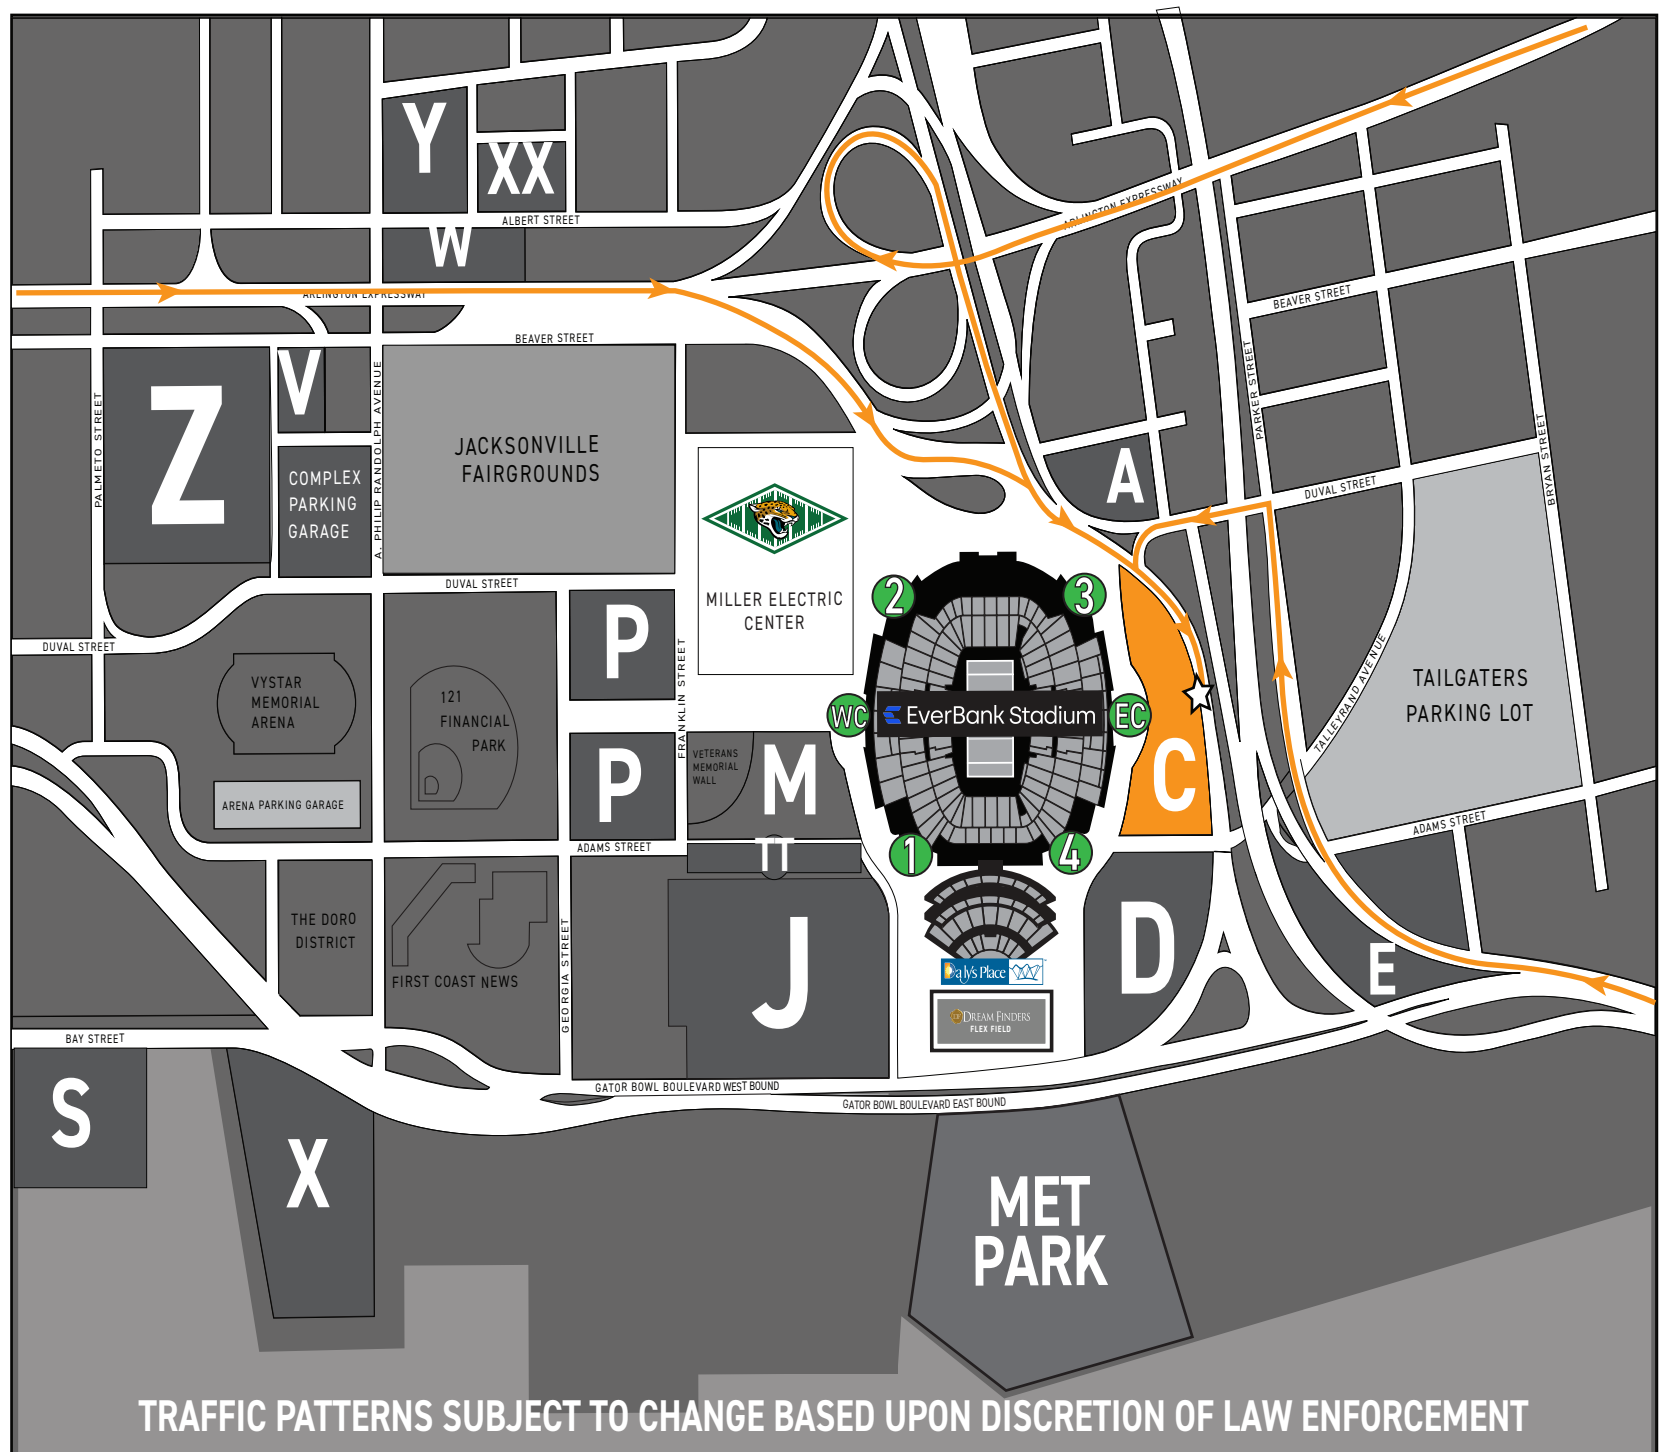 Y
XX
ALBERT STREET
W
ARLINGTON EXPRESSWAY
ARLINGTON EXPRESSWAY
BEAVER STREET
BEAVER STREET
Z
V
PALMETO STREET
A. PHILIP RANDOLPH AVENUE
COMPLEX
PARKING
GARAGE
JACKSONVILLE
FAIRGROUNDS
MILLER ELECTRIC
CENTER
A
PARKER STREET
DUVAL STREET
BRYAN STREET
DUVAL STREET
DUVAL STREET
P
FRANKLIN STREET
2
3
WC
EverBank Stadium
EC
1
4
C
TALLEYRAND AVENUE
TAILGATERS
PARKING LOT
VYSTAR
MEMORIAL
ARENA
121
FINANCIAL
PARK
ARENA PARKING GARAGE
P
VETERANS
MEMORIAL
WALL
M
ADAMS STREET
TT
ADAMS STREET
THE DORO
DISTRICT
FIRST COAST NEWS
GEORGIA STREET
J
Daily's Place
DREAM FINDERS
FLEX FIELD
D
E
BAY STREET
GATOR BOWL BOULEVARD WEST BOUND
GATOR BOWL BOULEVARD EAST BOUND
S
X
MET
PARK
TRAFFIC PATTERNS SUBJECT TO CHANGE BASED UPON DISCRETION OF LAW ENFORCEMENT